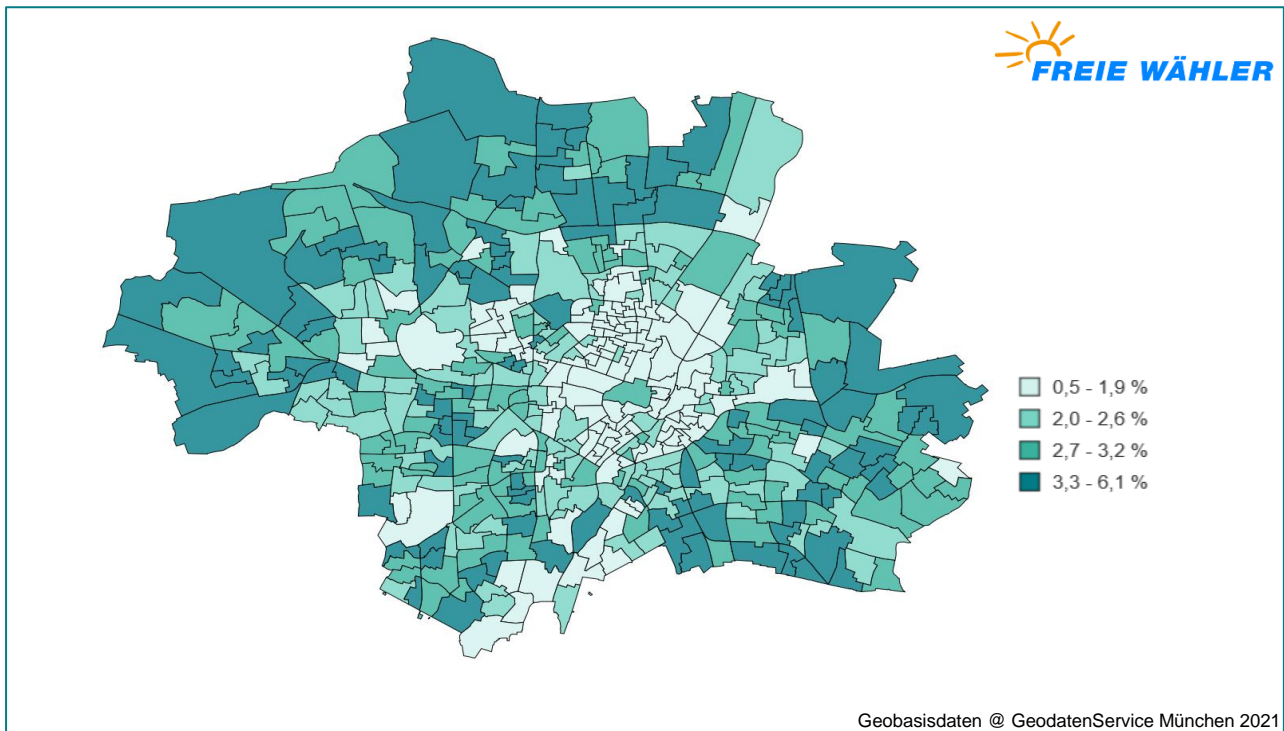 FREIE WÄHLER
0,5 - 1,9 %
2,0 - 2,6 %
2,7 - 3,2 %
3,3 - 6,1 %
Geobasisdaten @ GeodatenService München 2021